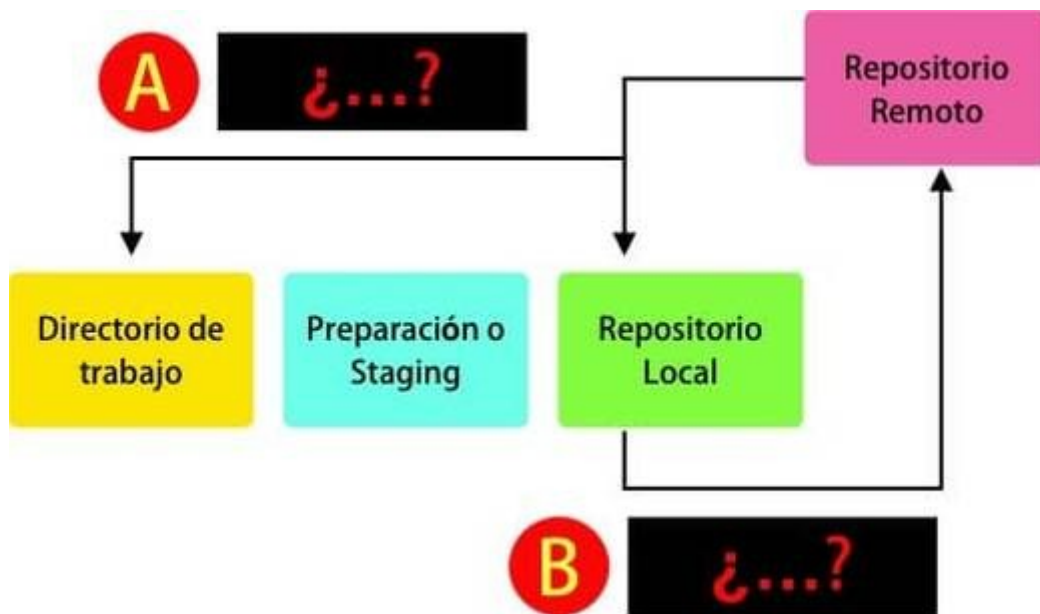 A
¿...?
Repositorio
Remoto
Directorio de
trabajo
Preparación o
Staging
Repositorio
Local
B
¿...?